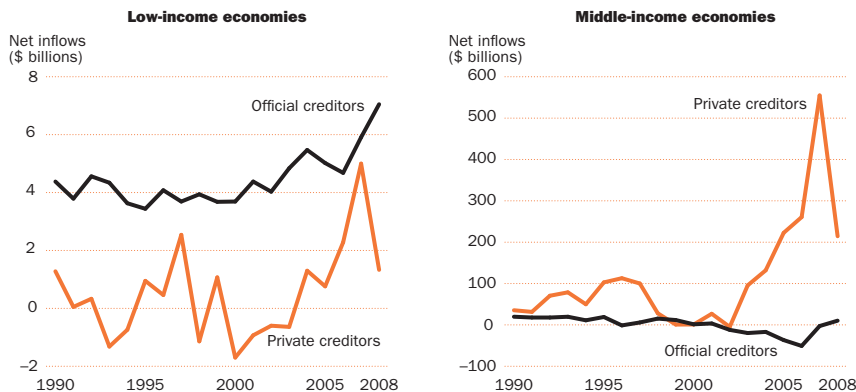 Low-income economies
Net inflows
($ billions)
8
6
4
2
0
–2
Official creditors
Private creditors
1990 1995 2000 2005 2008
Middle-income economies
Net inflows
($ billions)
600
500
400
300
200
100
0
–100
Private creditors
Official creditors
1990 1995 2000 2005 2008